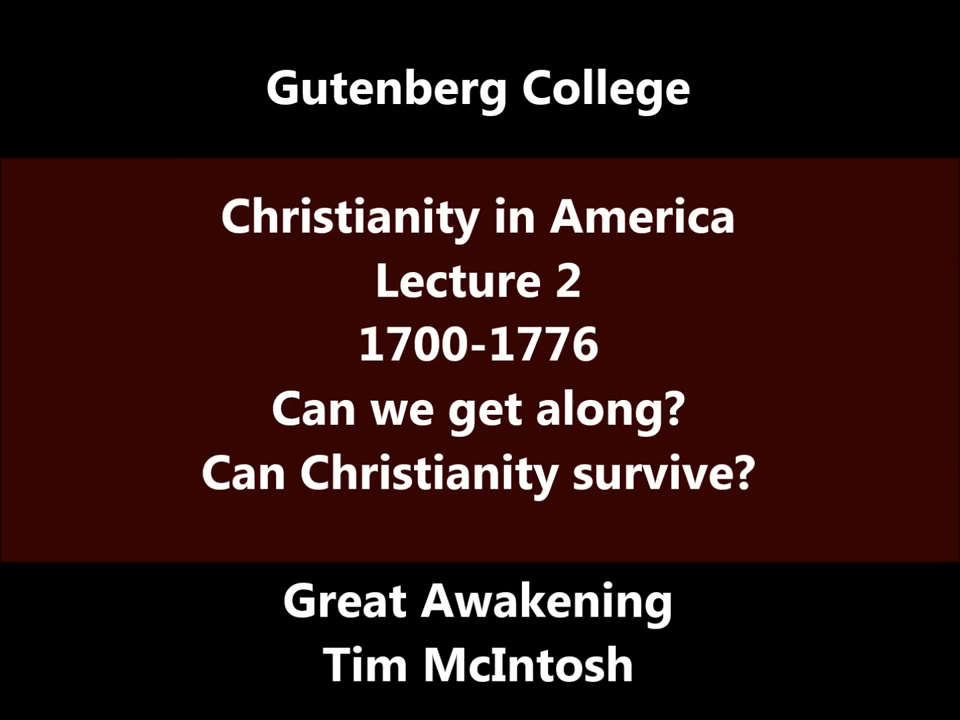 Gutenberg College
Christianity in America
Lecture 2
1700-1776
Can we get along?
Can Christianity survive?
Great Awakening
Tim McIntosh